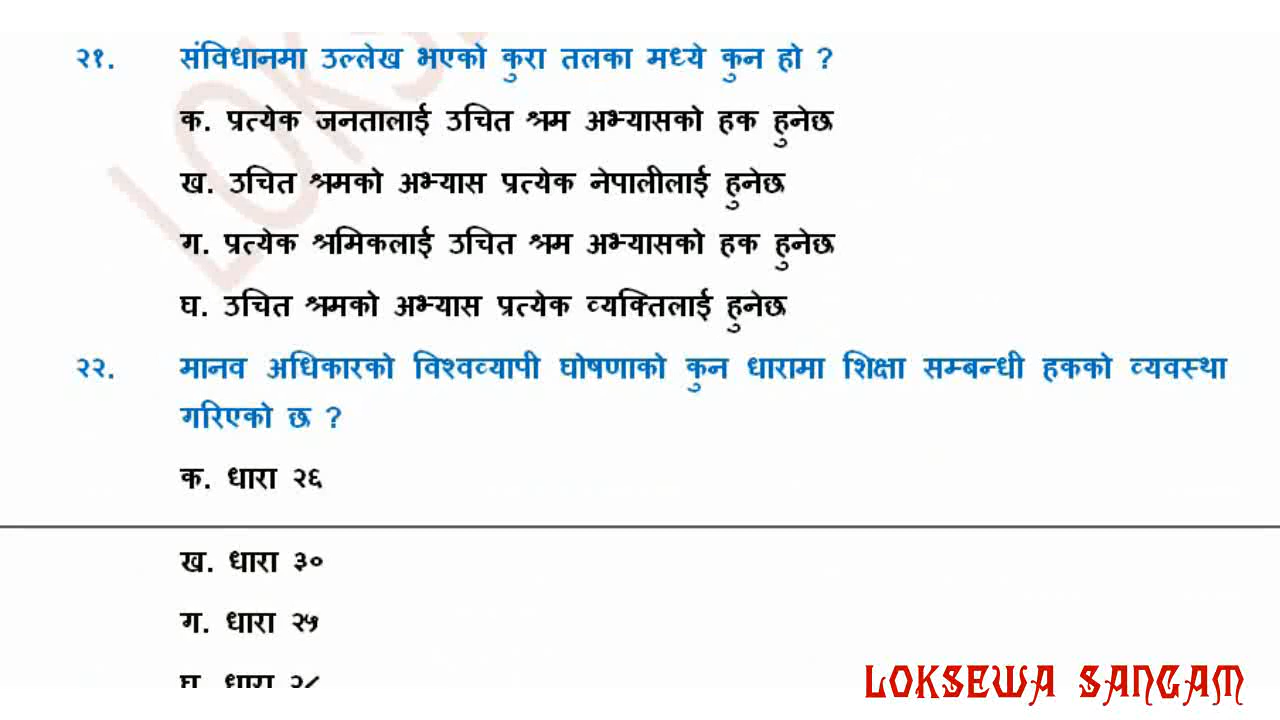 २१. संविधानमा उल्लेख भएको कुरा तलका मध्ये कुन हो ?
क. प्रत्येक जनतालाई उचित श्रम अभ्यासको हक हुनेछ
ख. उचित श्रमको अभ्यास प्रत्येक नेपालीलाई हुनेछ
ग. प्रत्येक श्रमिकलाई उचित श्रम अभ्यासको हक हुनेछ
घ. उचित श्रमको अभ्यास प्रत्येक व्यक्तिलाई हुनेछ
२२. मानव अधिकारको विश्वव्यापी घोषणाको कुन धारामा शिक्षा सम्बन्धी हकको व्यवस्था
गरिएको छ ?
क. धारा २६
ख. धारा ३०
ग. धारा २५
घ. धारा
LOKSEWA SANGAM